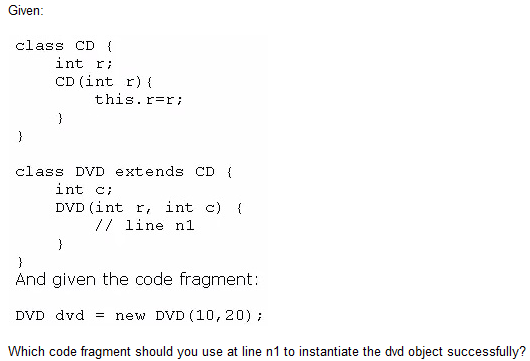 Given:
class CD {
int r;
CD(int r){
this.r=r;
}
}
class DVD extends CD {
int c;
DVD(int r, int c) {
// line n1
}
}
And given the code fragment:
DVD dvd = new DVD(10,20);
Which code fragment should you use at line n1 to instantiate the dvd object successfully?